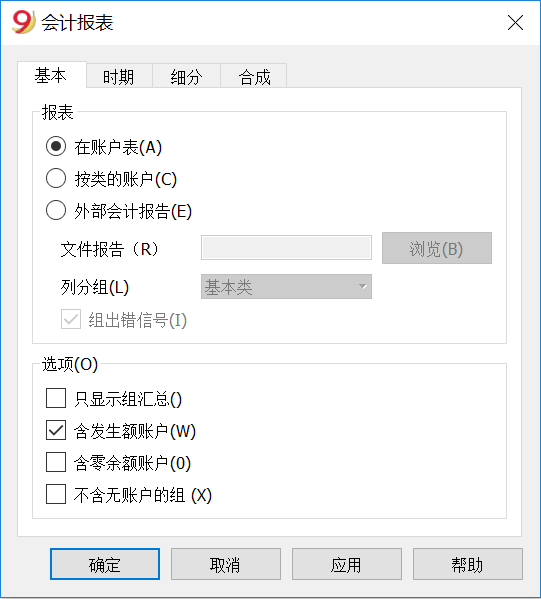 9 会计报表
基本 时期 细分 合成
报表
在账户表(A)
按类的账户(C)
外部会计报告(E)
文件报告（R） 浏览(B)
列分组(L) 基本类
组出错信号(I)
选项(O)
只显示组汇总()
含发生额账户(W)
含零余额账户(0)
不含无账户的组 (X)
确定 取消 应用 帮助